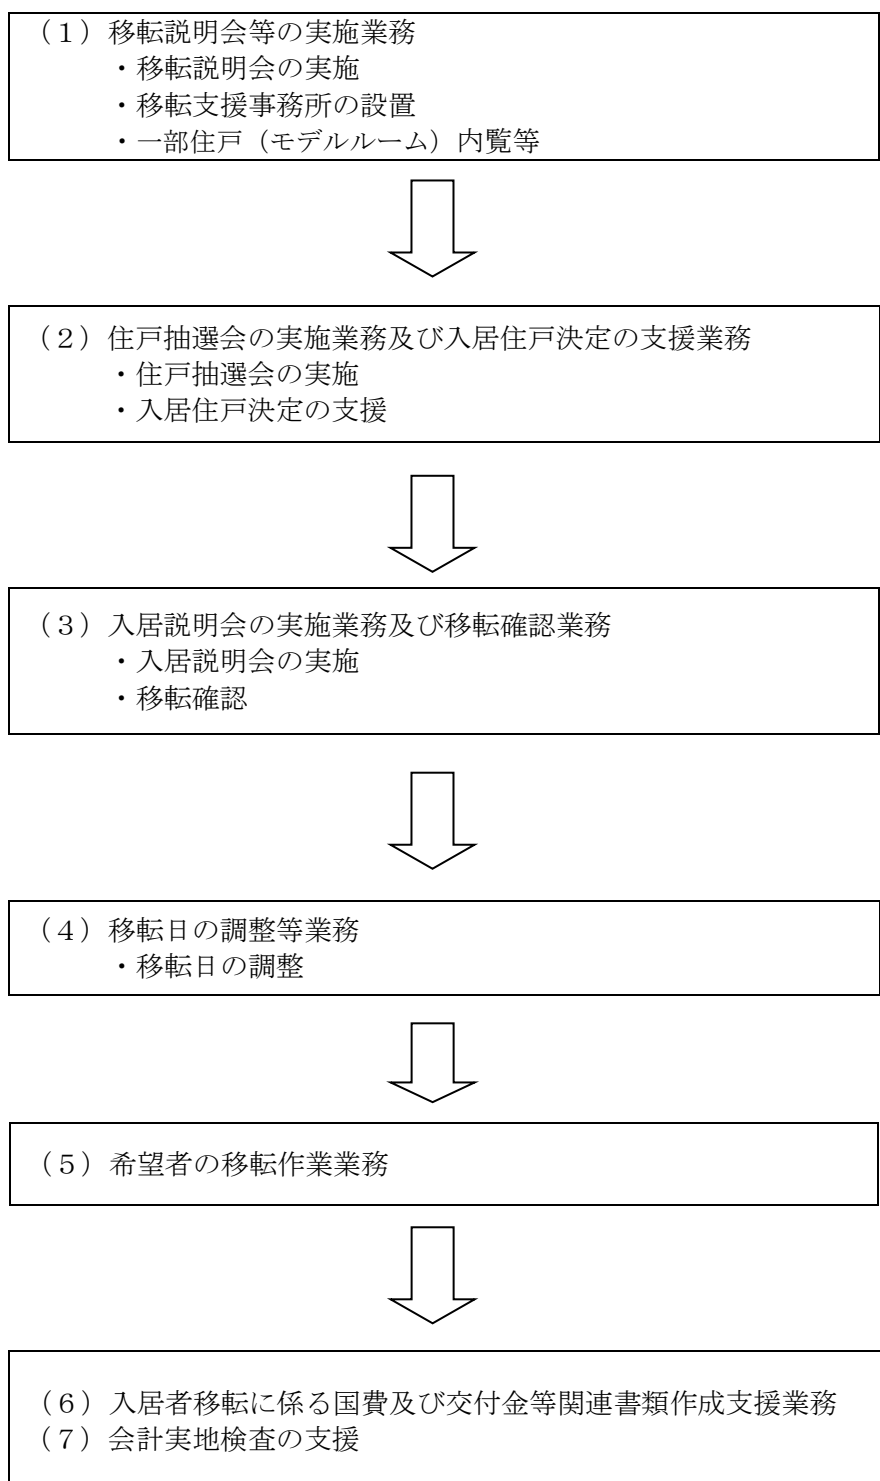 （１）移転説明会等の実施業務
・移転説明会の実施
・移転支援事務所の設置
・一部住戸（モデルルーム）内覧等
（２）住戸抽選会の実施業務及び入居住戸決定の支援業務
・住戸抽選会の実施
・入居住戸決定の支援
（３）入居説明会の実施業務及び移転確認業務
・入居説明会の実施
・移転確認
（４）移転日の調整等業務
・移転日の調整
（５）希望者の移転作業業務
（６）入居者移転に係る国費及び交付金等関連書類作成支援業務
（７）会計実地検査の支援